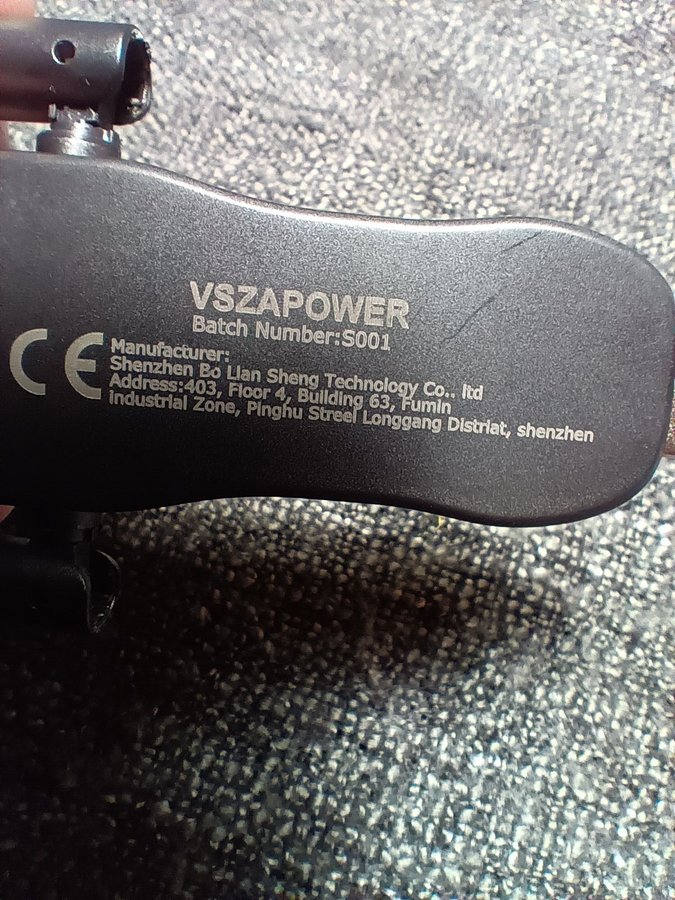 VSZAPOWER
Batch Number:S001
CE
Manufacturer:
Shenzhen Bo Lian Sheng Technology Co.. ltd
Address:403, Floor 4, Building 63, Fumin
industrial Zone, Pinghu Streel Longgang Distriat, shenzhen